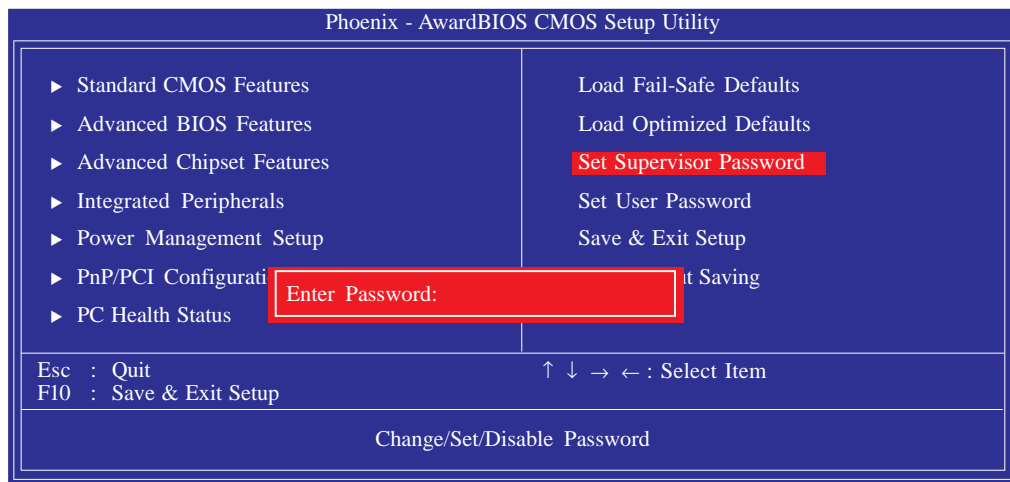 Phoenix - AwardBIOS CMOS Setup Utility
▶ Standard CMOS Features
▶ Advanced BIOS Features
▶ Advanced Chipset Features
▶ Integrated Peripherals
▶ Power Management Setup
▶ PnP/PCI Configurati
▶ PC Health Status
Load Fail-Safe Defaults
Load Optimized Defaults
Set Supervisor Password
Set User Password
Save & Exit Setup
t Saving
Enter Password:
Esc : Quit
F10 : Save & Exit Setup
↑ ↓ → ← : Select Item
Change/Set/Disable Password